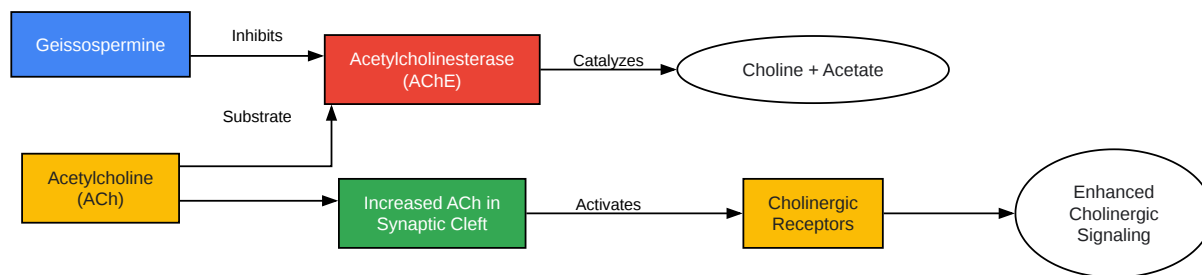 Geissospermine
Inhibits
Acetylcholinesterase
(AChE)
Catalyzes
Choline + Acetate
Substrate
Acetylcholine
(ACh)
Increased ACh in
Synaptic Cleft
Activates
Cholinergic
Receptors
Enhanced
Cholinergic
Signaling